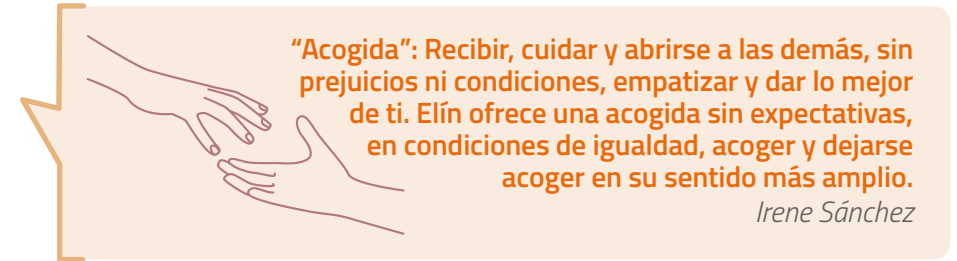 “Acogida”: Recibir, cuidar y abrirse a las demás, sin
prejuicios ni condiciones, empatizar y dar lo mejor
de ti. Elín ofrece una acogida sin expectativas,
en condiciones de igualdad, acoger y dejarse
acoger en su sentido más amplio.
Irene Sánchez